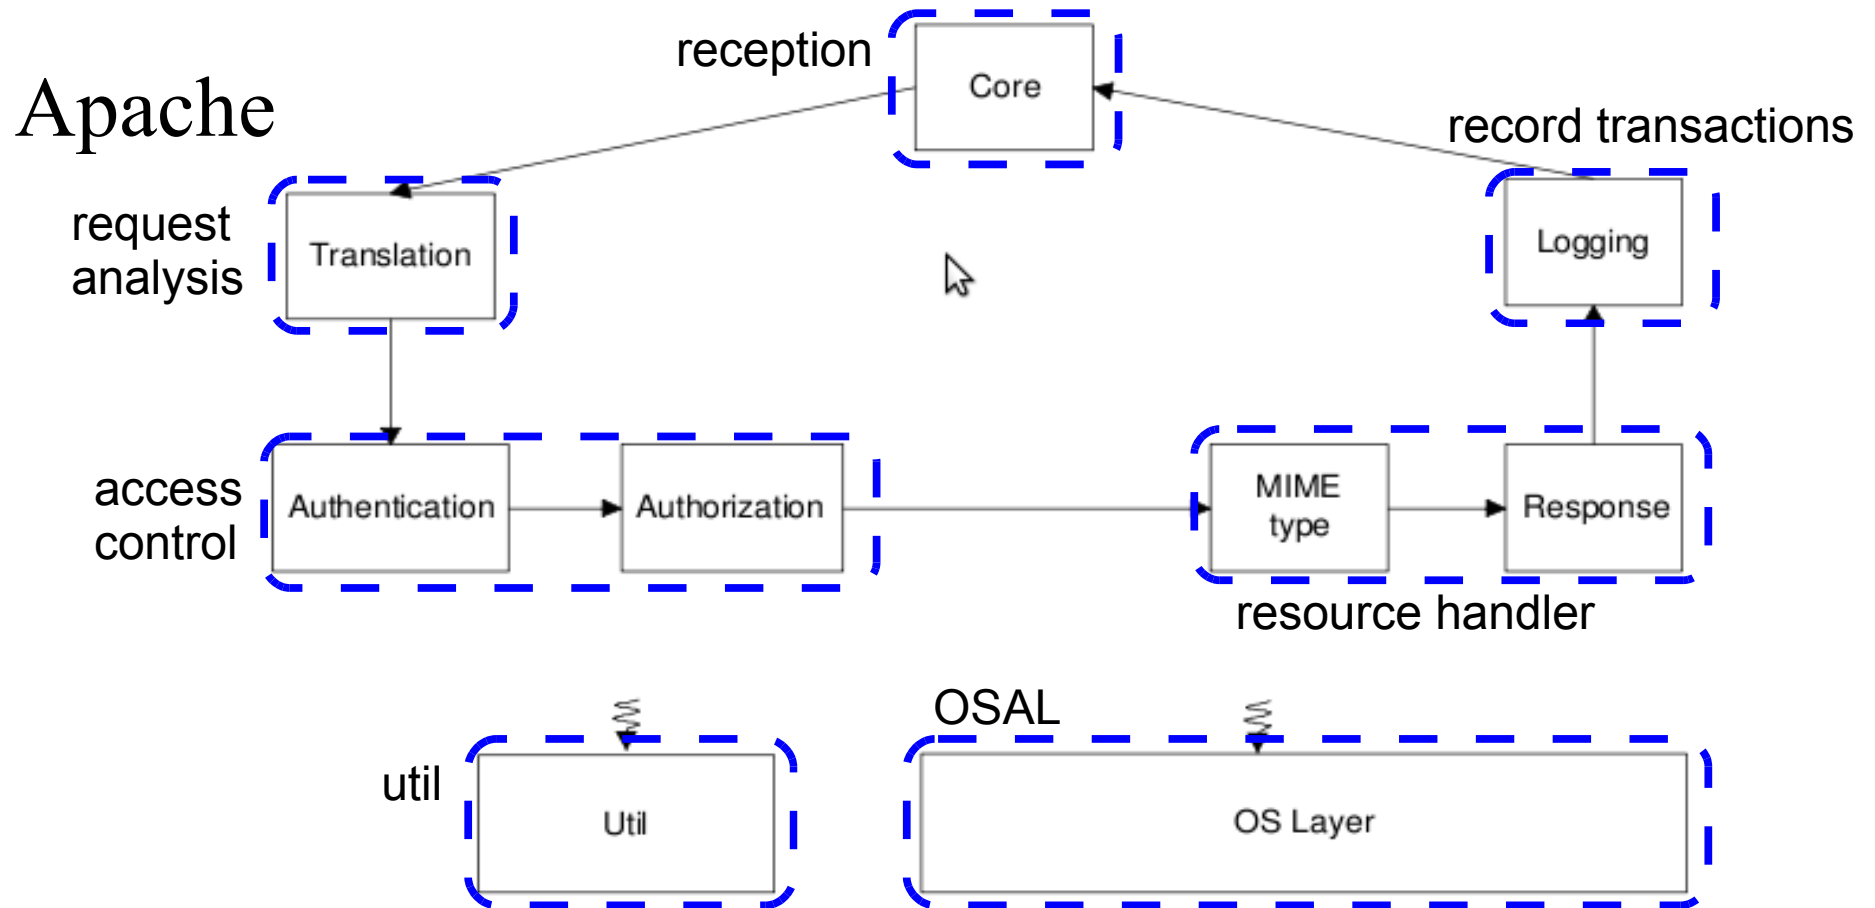 reception
Core
Apache
record transactions
request
analysis
Translation
Logging
access
control
Authentication
Authorization
MIME
type
Response
resource handler
OSAL
util
Util
OS Layer